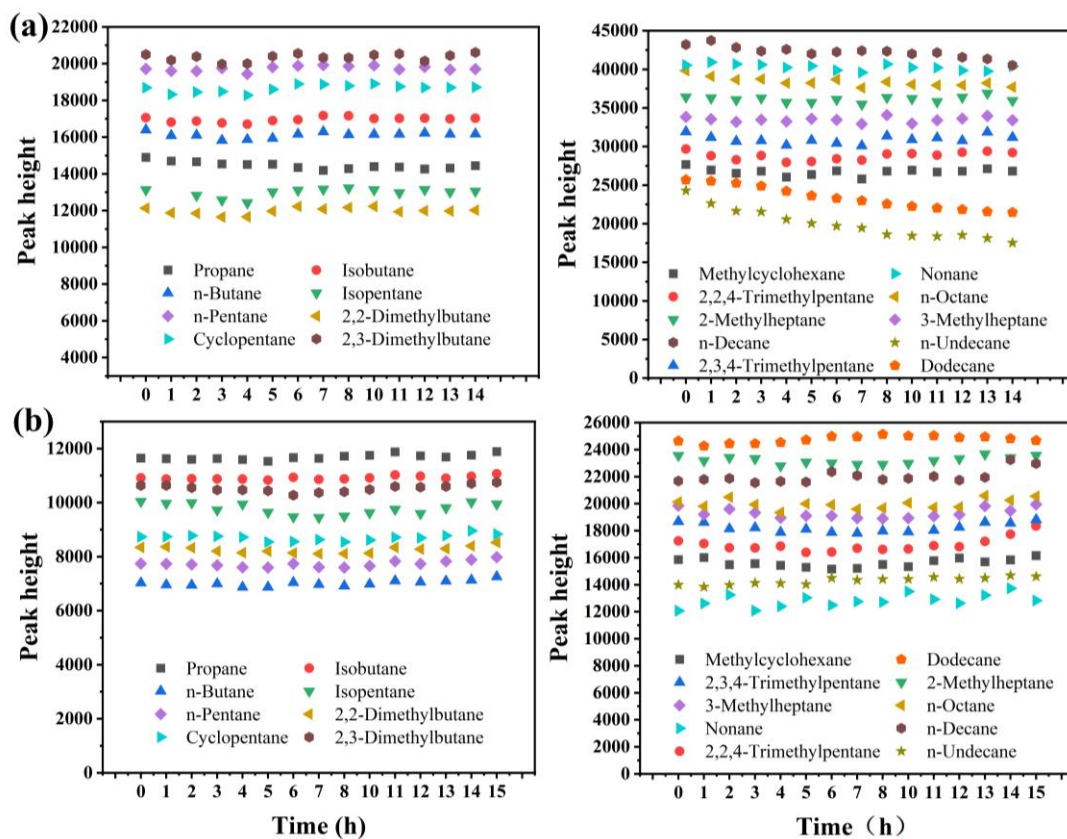 (a)
22000
20000
18000
16000
14000
12000
10000
8000
6000
4000
Peak height
Propane Isobutane
n-Butane Isopentane
n-Pentane 2,2-Dimethylbutane
Cyclopentane 2,3-Dimethylbutane
0 1 2 3 4 5 6 7 8 10 11 12 13 14
45000
40000
35000
30000
25000
20000
15000
10000
5000
0
Peak height
Methylcyclohexane Nonane
2,2,4-Trimethylpentane n-Octane
2-Methylheptane 3-Methylheptane
n-Decane n-Undecane
2,3,4-Trimethylpentane Dodecane
0 1 2 3 4 5 6 7 8 10 11 12 13 14
(b)
12000
10000
8000
6000
4000
2000
0
Peak height
Propane Isobutane
n-Butane Isopentane
n-Pentane 2,2-Dimethylbutane
Cyclopentane 2,3-Dimethylbutane
0 1 2 3 4 5 6 7 8 10 11 12 13 14 15
Time (h)
26000
24000
22000
20000
18000
16000
14000
12000
10000
8000
6000
4000
2000
0
Peak height
Methylcyclohexane Dodecane
2,3,4-Trimethylpentane 2-Methylheptane
3-Methylheptane n-Octane
Nonane n-Decane
2,2,4-Trimethylpentane n-Undecane
0 1 2 3 4 5 6 7 8 10 11 12 13 14 15
Time（h）